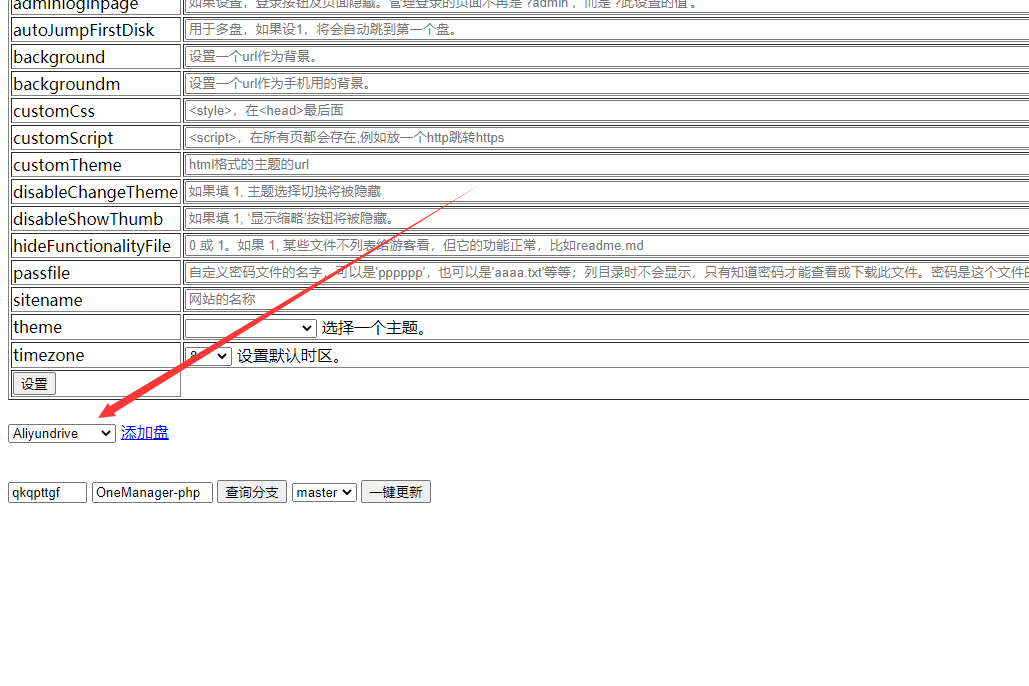 adminloginpage 如果设置，登录按钮及页面隐藏。管理登录的页面不再是'?admin'，而是'?此设置的值'。
autoJumpFirstDisk 用于多盘，如果设1，将会自动跳到第一个盘。
background 设置一个url作为背景。
backgroundm 设置一个url作为手机用的背景。
customCss <style>，在<head>最后面
customScript <script>，在所有页都会存在,例如放一个http跳转https
customTheme html格式的主题的url
disableChangeTheme 如果填 1, 主题选择切换将被隐藏
disableShowThumb 如果填 1, ‘显示缩略’按钮将被隐藏。
hideFunctionalityFile 0 或 1。如果 1, 某些文件不列表给游客看，但它的功能正常，比如readme.md
passfile 自定义密码文件的名字，可以是'pppppp'，也可以是'aaaa.txt'等等；列目录时不会显示，只有知道密码才能查看或下载此文件。密码是这个文件的
sitename 网站的名称
theme 选择一个主题。
timezone 设置默认时区。
设置
Aliyundrive 添加盘
qkqpttgf OneManager-php 查询分支 master 一键更新